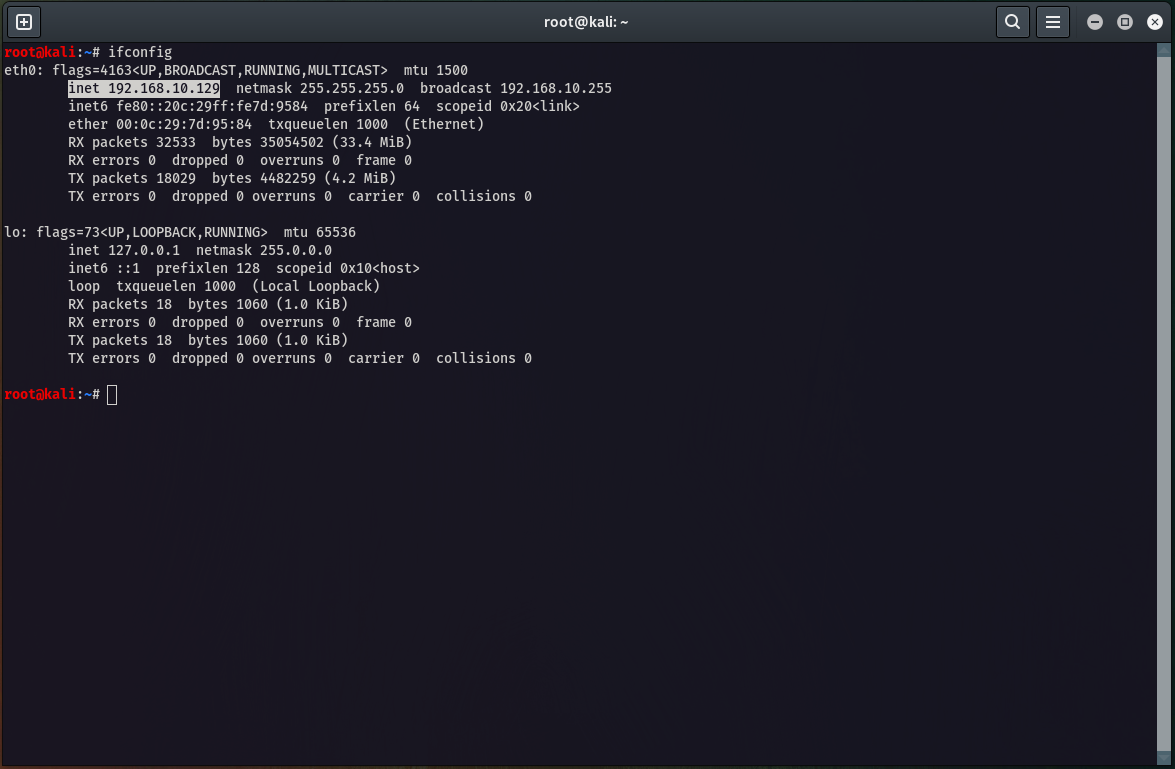 root@kali: ~
root@kali:~# ifconfig
eth0: flags=4163<UP,BROADCAST,RUNNING,MULTICAST>  mtu 1500
        inet 192.168.10.129  netmask 255.255.255.0  broadcast 192.168.10.255
        inet6 fe80::20c:29ff:fe7d:9584  prefixlen 64  scopeid 0x20<link>
        ether 00:0c:29:7d:95:84  txqueuelen 1000  (Ethernet)
        RX packets 32533  bytes 35054502 (33.4 MiB)
        RX errors 0  dropped 0  overruns 0  frame 0
        TX packets 18029  bytes 4482259 (4.2 MiB)
        TX errors 0  dropped 0 overruns 0  carrier 0  collisions 0

lo: flags=73<UP,LOOPBACK,RUNNING>  mtu 65536
        inet 127.0.0.1  netmask 255.0.0.0
        inet6 ::1  prefixlen 128  scopeid 0x10<host>
        loop  txqueuelen 1000  (Local Loopback)
        RX packets 18  bytes 1060 (1.0 KiB)
        RX errors 0  dropped 0  overruns 0  frame 0
        TX packets 18  bytes 1060 (1.0 KiB)
        TX errors 0  dropped 0 overruns 0  carrier 0  collisions 0

root@kali:~#